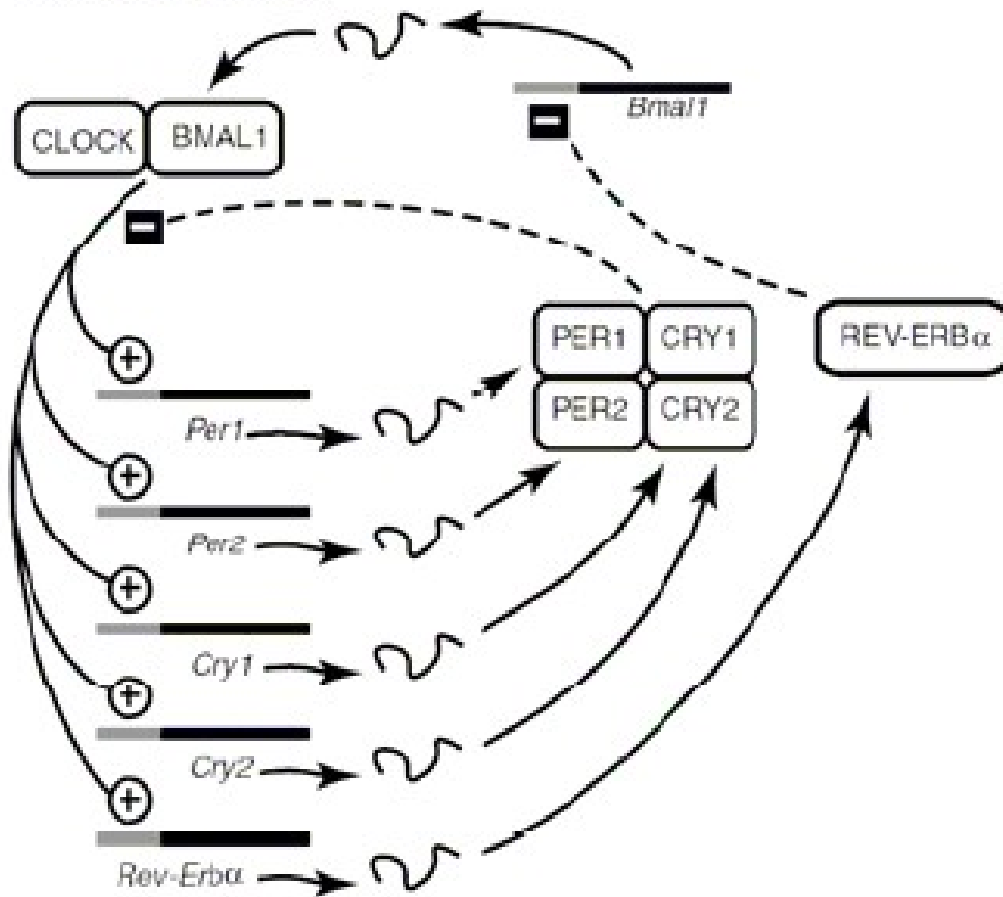 Bmal1
CLOCK BMAL1
PER1 CRY1
REV-ERBα
PER2 CRY2
Per1
Per2
Cry1
Cry2
Rev-Erbα